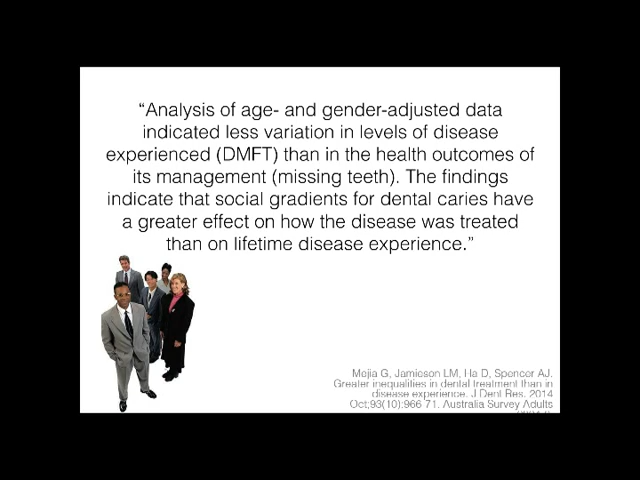 “Analysis of age- and gender-adjusted data
indicated less variation in levels of disease
experienced (DMFT) than in the health outcomes of
its management (missing teeth). The findings
indicate that social gradients for dental caries have
a greater effect on how the disease was treated
than on lifetime disease experience.”
Mejia G, Jamieson LM, Ha D, Spencer AJ.
Greater inequalities in dental treatment than in
disease experience. J Dent Res. 2014
Oct;93(10):966-71. Australia Survey Adults